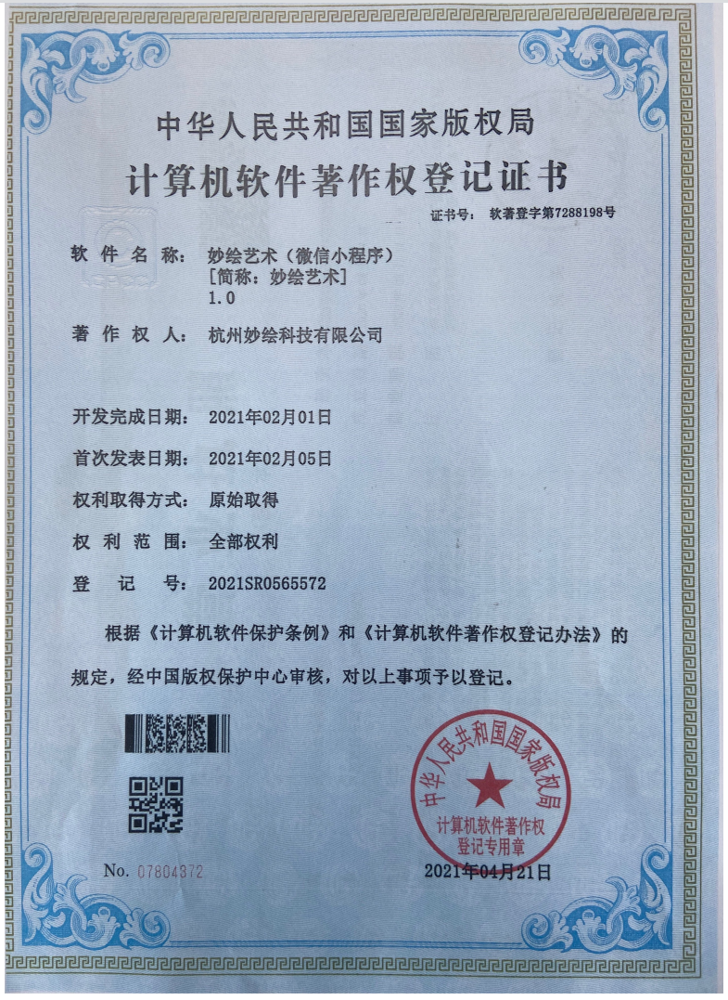 中华人民共和国国家版权局
计算机软件著作权登记证书
证书号： 软著登字第7288198号
软件名称： 妙绘艺术（微信小程序）
[简称：妙绘艺术]
1.0
著作权人： 杭州妙绘科技有限公司
开发完成日期： 2021年02月01日
首次发表日期： 2021年02月05日
权利取得方式： 原始取得
权利范围： 全部权利
登记号： 2021SR0565572
根据《计算机软件保护条例》和《计算机软件著作权登记办法》的
规定，经中国版权保护中心审核，对以上事项予以登记。
中华人民共和国国家版权局
计算机软件著作权
登记专用章
No. 07804372
2021年04月21日